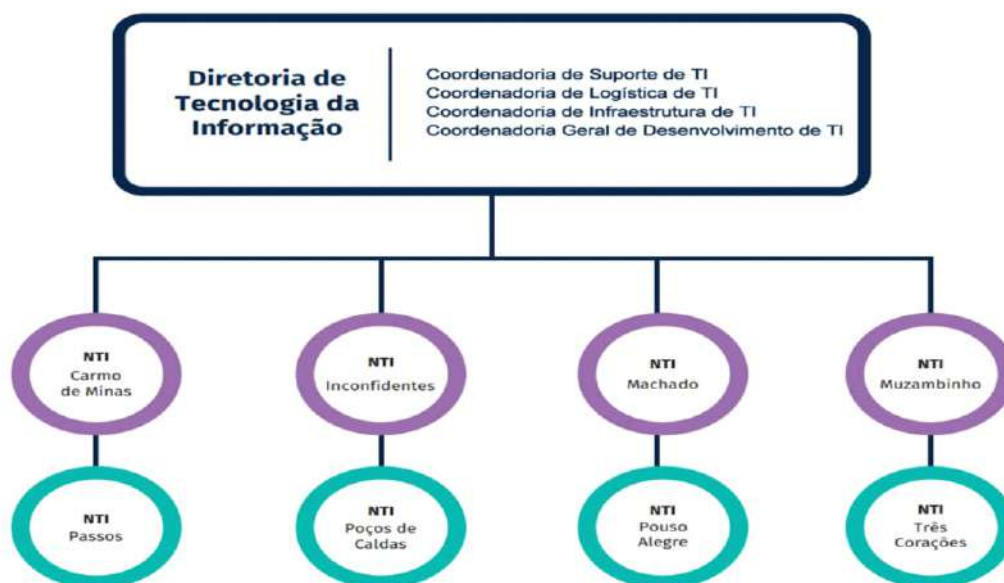 Diretoria de
Tecnologia da
Informação
Coordenadoria de Suporte de TI
Coordenadoria de Logística de TI
Coordenadoria de Infraestrutura de TI
Coordenadoria Geral de Desenvolvimento de TI
NTI
Carmo
de Minas
NTI
Inconfidentes
NTI
Machado
NTI
Muzambinho
NTI
Passos
NTI
Poços de
Caldas
NTI
Pouso
Alegre
NTI
Três
Corações